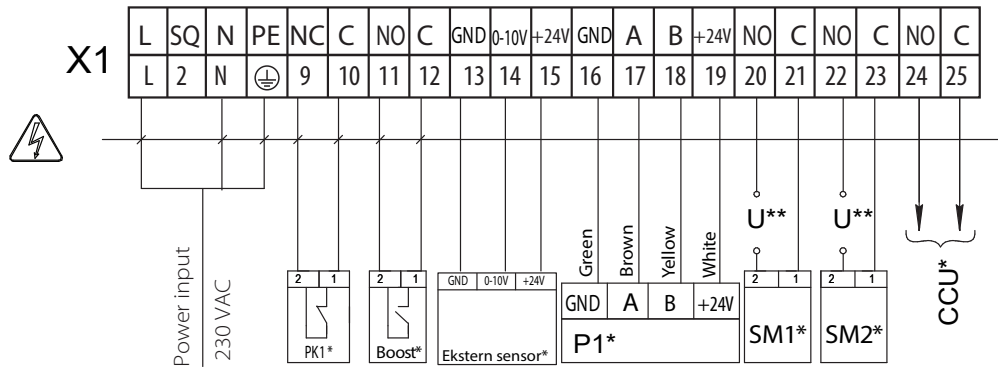 X1
L SQ N PE NC C NO C GND 0-10V +24V GND A B +24V NO C NO C NO C
L 2 N 9 10 11 12 13 14 15 16 17 18 19 20 21 22 23 24 25
Power input
230 VAC
2 1
PK1*
2 1
Boost*
GND 0-10V +24V
Ekstern sensor*
Green
Brown
Yellow
White
GND A B +24V
P1*
U**
2 1
SM1*
U**
2 1
SM2*
CCU*